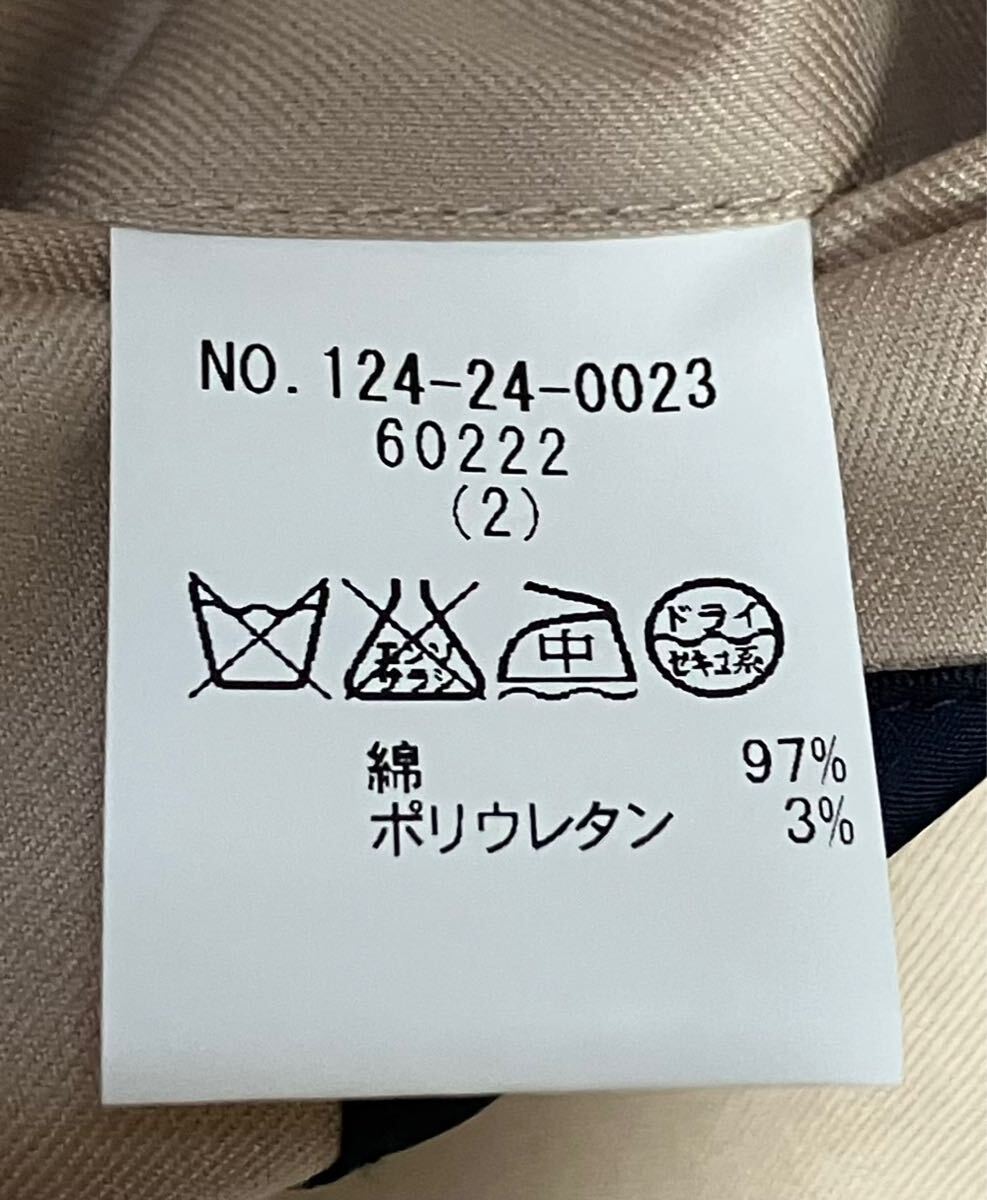 NO. 124-24-0023
60222
(2)
エンソ
サラシ
中
ドライ
セキユ系
綿 97%
ポリウレタン 3%